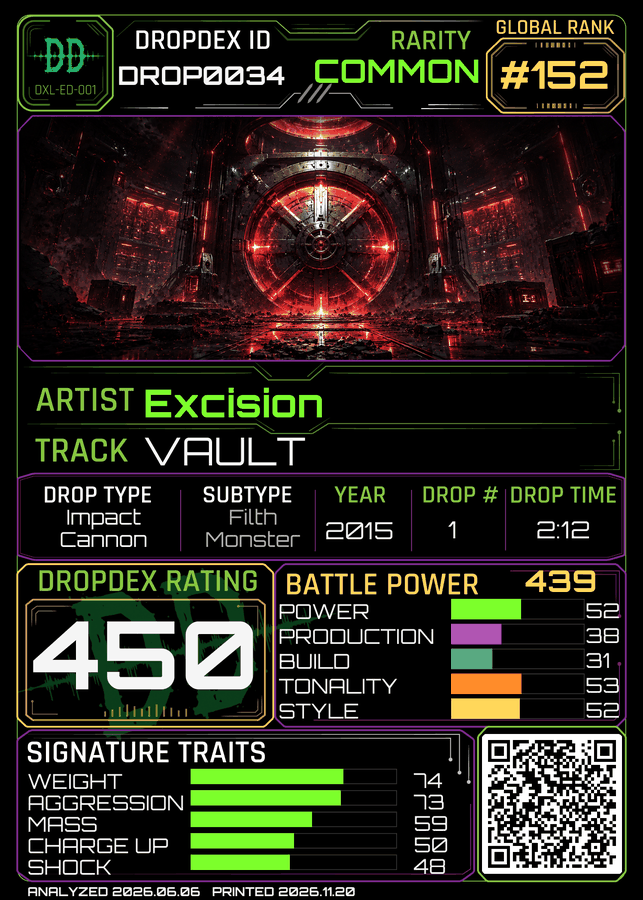 DD
DXL-ED-001
DROPDEX ID
DROP0034
RARITY
COMMON
GLOBAL RANK
#152
ARTIST Excision
TRACK VAULT
DROP TYPE
Impact
Cannon
SUBTYPE
Filth
Monster
YEAR
2015
DROP #
1
DROP TIME
2:12
DROPDEX RATING
450
BATTLE POWER 439
POWER 52
PRODUCTION 38
BUILD 31
TONALITY 53
STYLE 52
SIGNATURE TRAITS
WEIGHT 74
AGGRESSION 73
MASS 59
CHARGE UP 50
SHOCK 48
ANALYZED 2026.06.06 PRINTED 2026.11.20